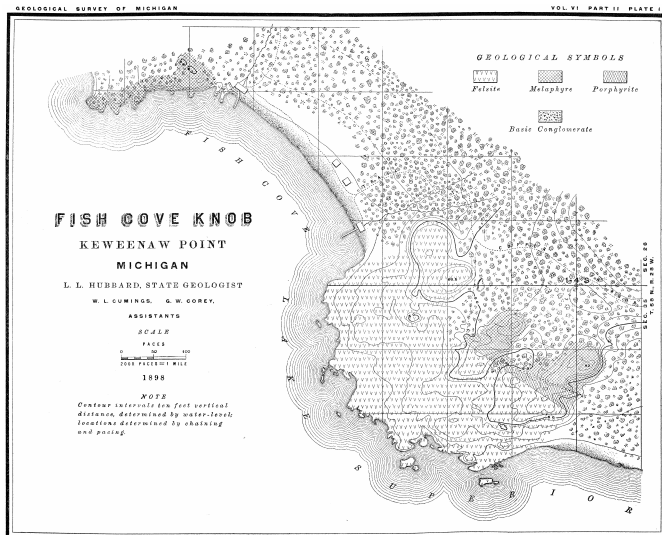 GEOLOGICAL SURVEY OF MICHIGAN
VOL. VI PART II PLATE I
GEOLOGICAL SYMBOLS
Felsite Melaphyre Porphyrite
Basic Conglomerate
FISH COVE
FISH COVE KNOB
KEWEENAW POINT
MICHIGAN
L. L. HUBBARD, STATE GEOLOGIST
W. L. CUMINGS, G. W. COREY,
ASSISTANTS
SCALE
PACES
0 50 100
2000 PACES = 1 MILE
1898
NOTE
Contour intervals ten feet vertical
distance, determined by water-level;
locations determined by chaining
and pacing.
LAKE
SUPERIOR